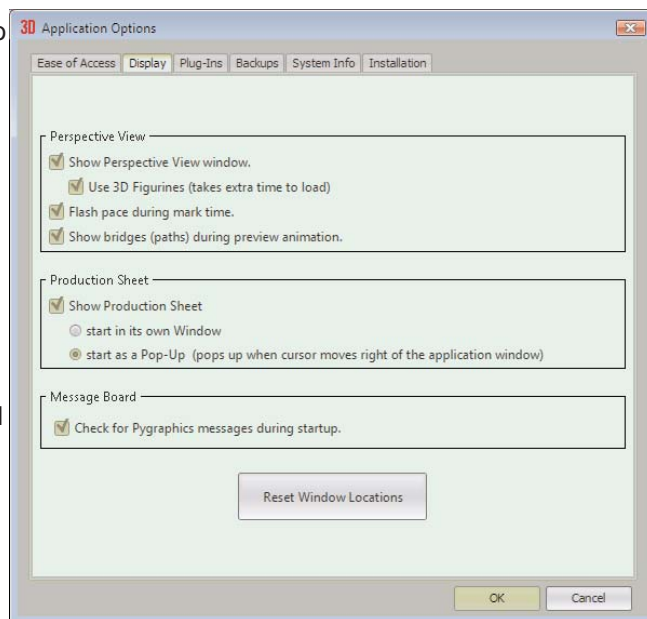 3D Application Options
Ease of Access Display Plug-Ins Backups System Info Installation
Perspective View
Show Perspective View window.
Use 3D Figurines (takes extra time to load)
Flash pace during mark time.
Show bridges (paths) during preview animation.
Production Sheet
Show Production Sheet
start in its own Window
start as a Pop-Up (pops up when cursor moves right of the application window)
Message Board
Check for Pygraphics messages during startup.
Reset Window Locations
OK Cancel